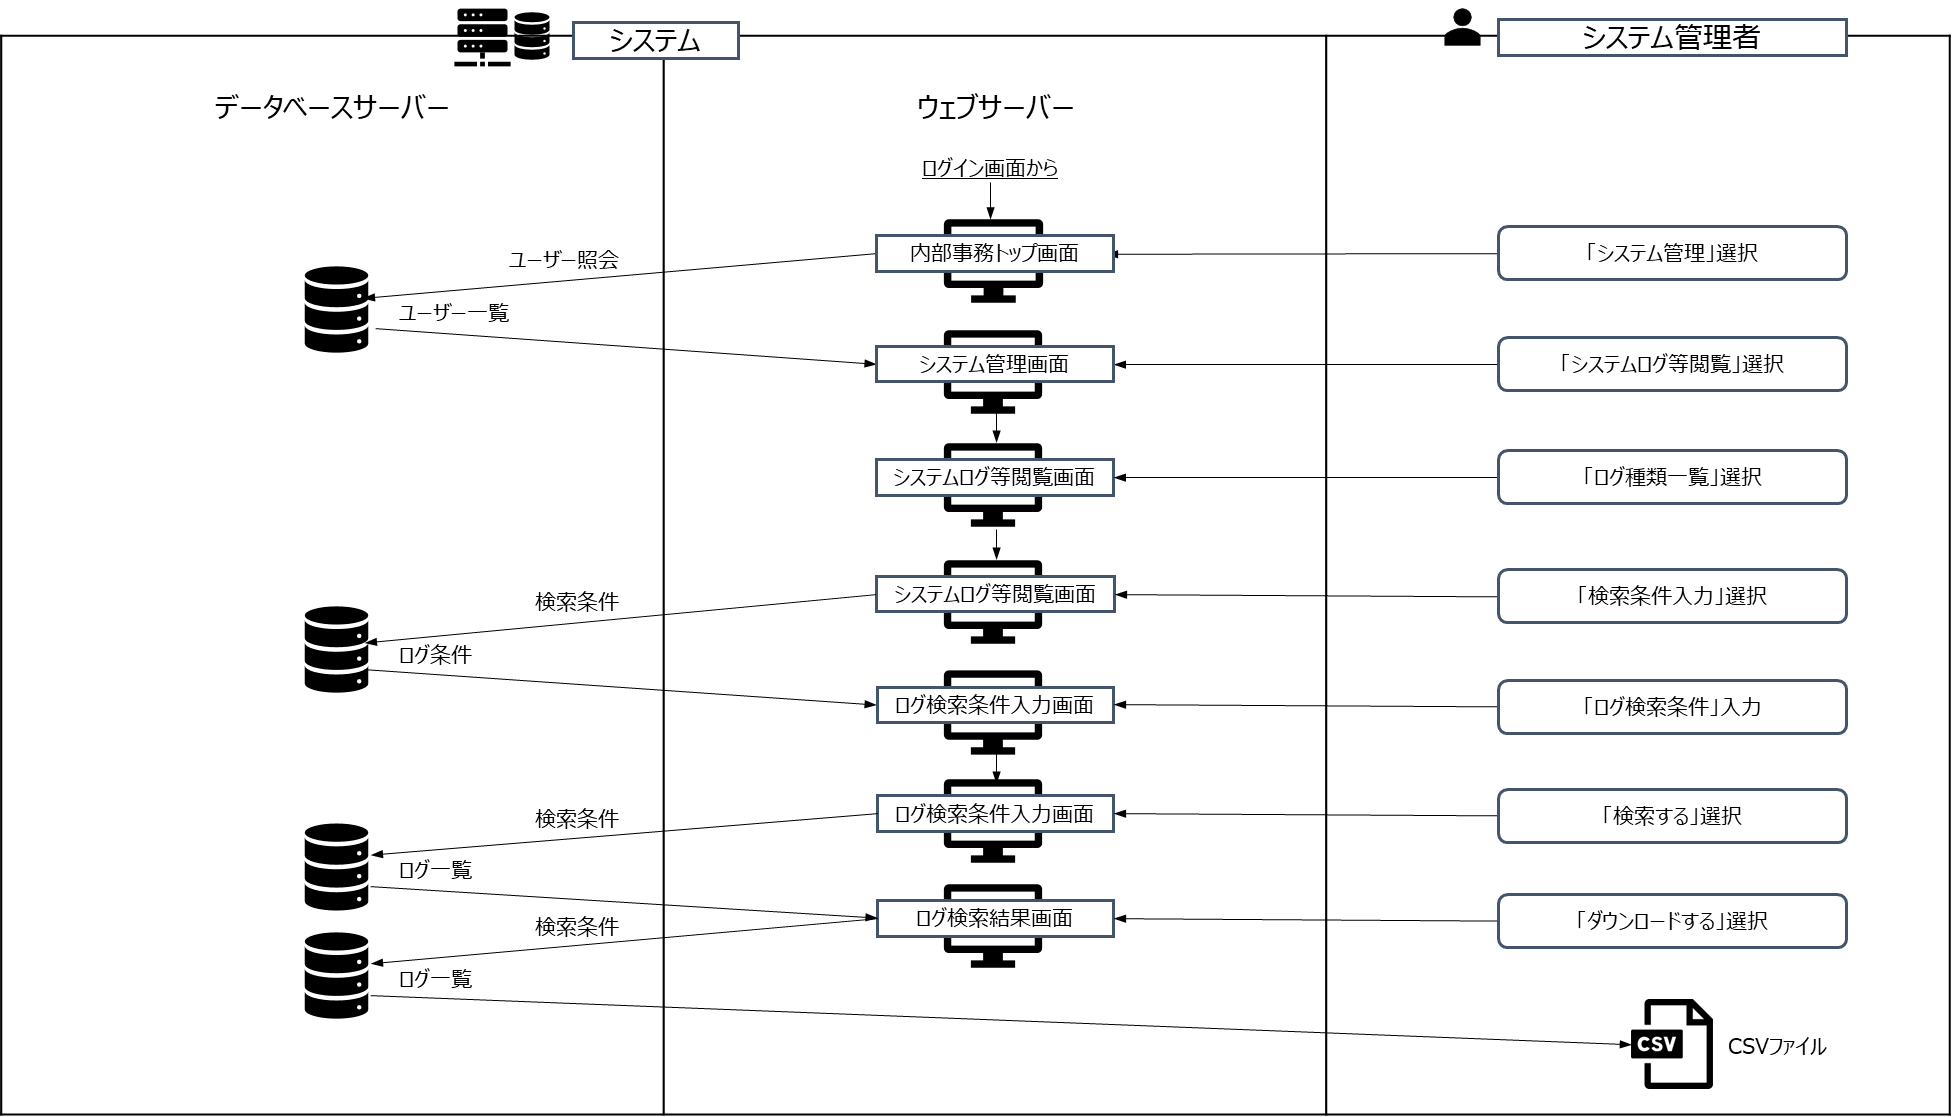 システム
システム管理者
データベースサーバー
ウェブサーバー
ログイン画面から
ユーザー照会
内部事務トップ画面
「システム管理」選択
ユーザー一覧
システム管理画面
「システムログ等閲覧」選択
システムログ等閲覧画面
「ログ種類一覧」選択
検索条件
システムログ等閲覧画面
「検索条件入力」選択
ログ条件
ログ検索条件入力画面
「ログ検索条件」入力
検索条件
ログ検索条件入力画面
「検索する」選択
ログ一覧
検索条件
ログ検索結果画面
「ダウンロードする」選択
ログ一覧
CSV
CSVファイル